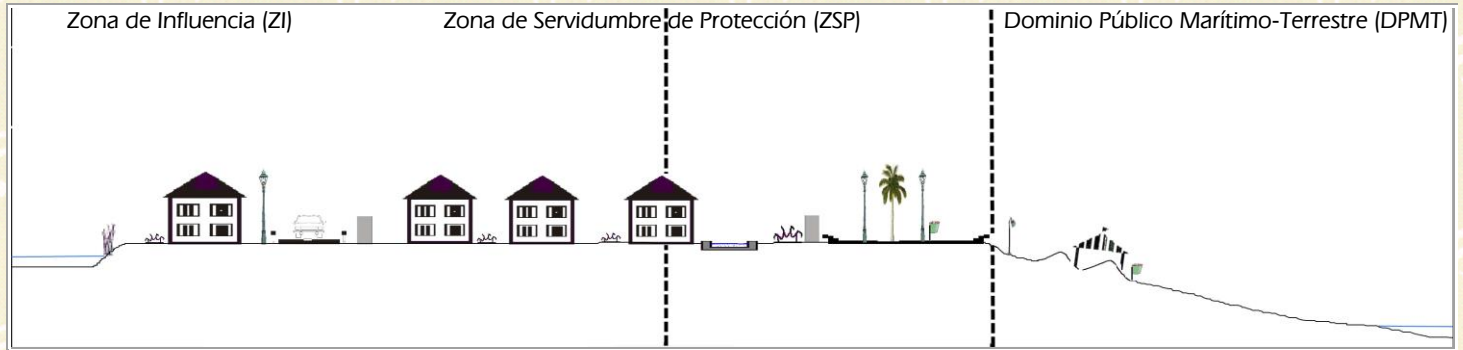 Zona de Influencia (ZI) Zona de Servidumbre de Protección (ZSP) Dominio Público Marítimo-Terrestre (DPMT)